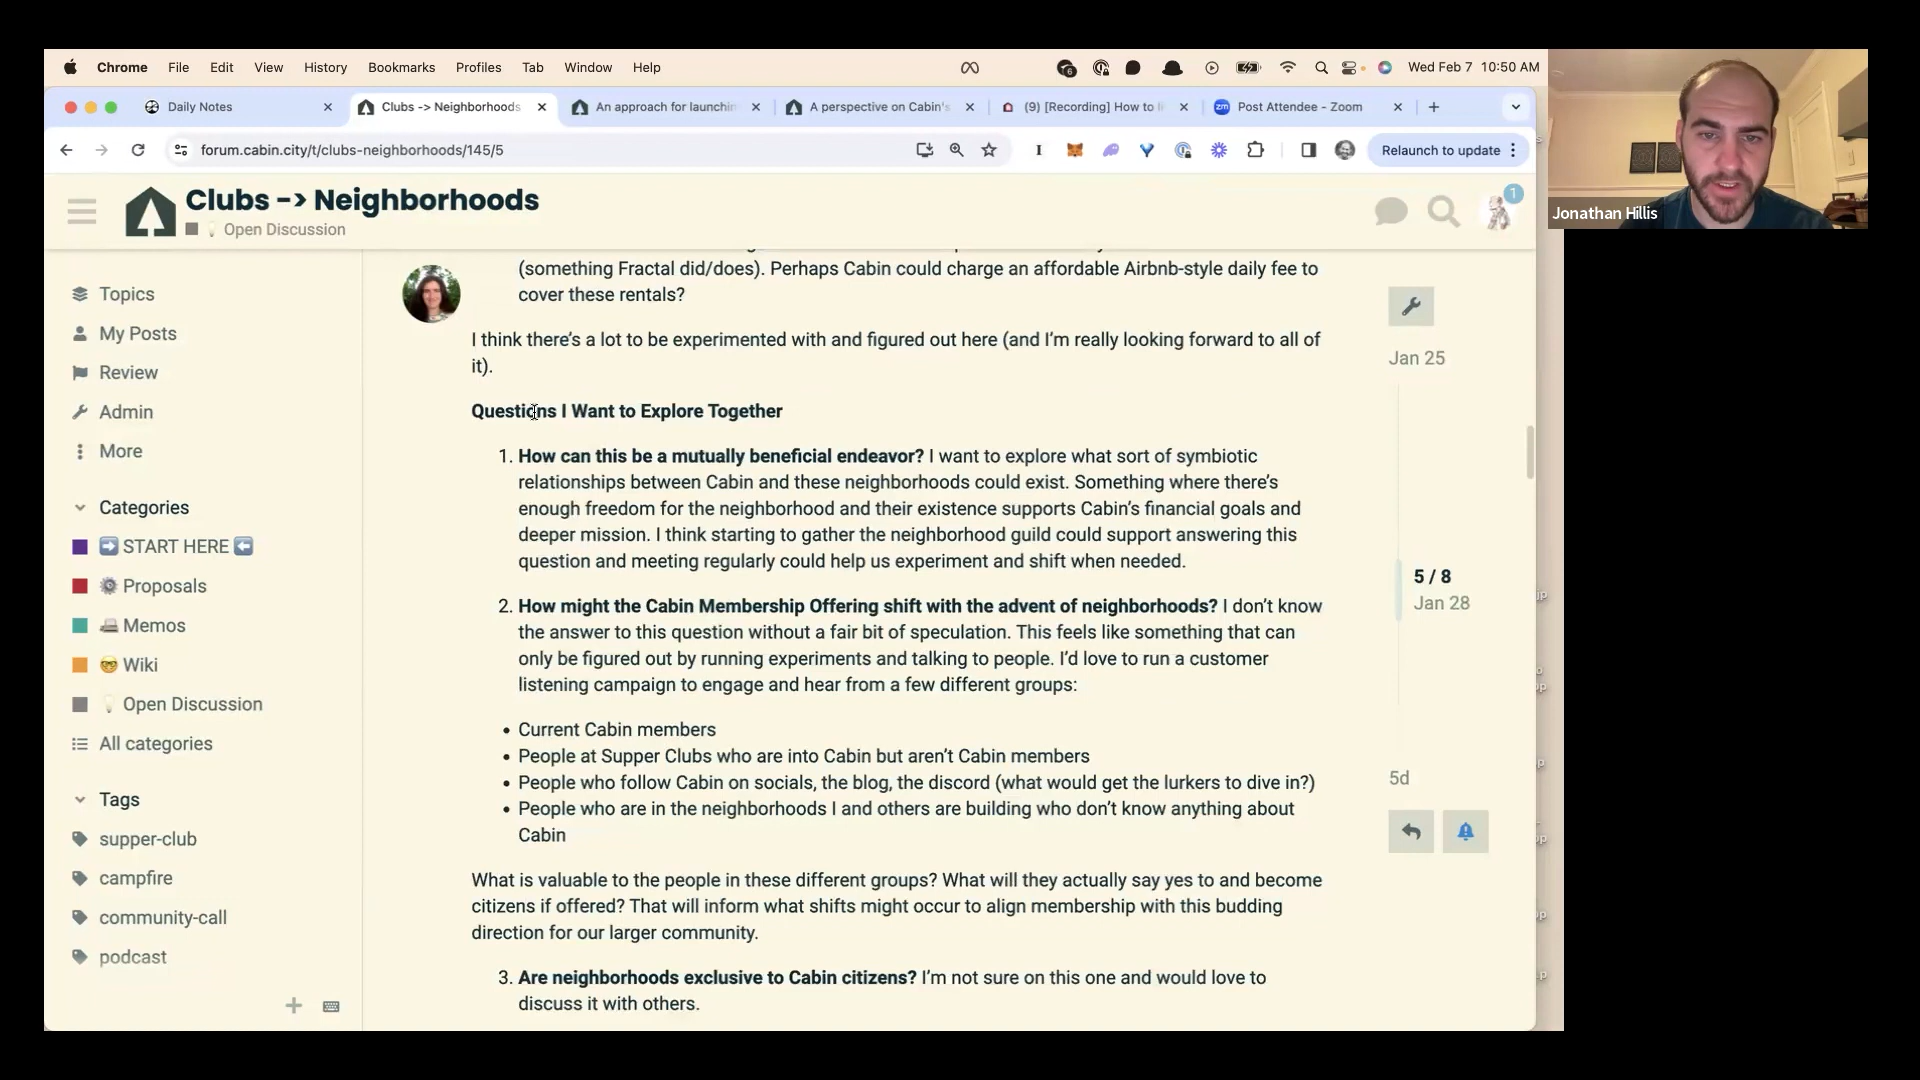 Chrome File Edit View History Bookmarks Profiles Tab Window Help
6
Wed Feb 7 10:50 AM
Daily Notes
Clubs -> Neighborhoods
An approach for launchin
A perspective on Cabin's
(9) [Recording] How to li
zm Post Attendee - Zoom
forum.cabin.city/t/clubs-neighborhoods/145/5
Relaunch to update
Jonathan Hillis
Clubs -> Neighborhoods
Open Discussion
1
Topics
My Posts
Review
Admin
More
Categories
START HERE
Proposals
Memos
Wiki
Open Discussion
All categories
Tags
supper-club
campfire
community-call
podcast
(something Fractal did/does). Perhaps Cabin could charge an affordable Airbnb-style daily fee to
cover these rentals?
I think there's a lot to be experimented with and figured out here (and I'm really looking forward to all of
it).
Questions I Want to Explore Together
1. How can this be a mutually beneficial endeavor? I want to explore what sort of symbiotic
relationships between Cabin and these neighborhoods could exist. Something where there's
enough freedom for the neighborhood and their existence supports Cabin's financial goals and
deeper mission. I think starting to gather the neighborhood guild could support answering this
question and meeting regularly could help us experiment and shift when needed.
2. How might the Cabin Membership Offering shift with the advent of neighborhoods? I don't know
the answer to this question without a fair bit of speculation. This feels like something that can
only be figured out by running experiments and talking to people. I'd love to run a customer
listening campaign to engage and hear from a few different groups:
• Current Cabin members
• People at Supper Clubs who are into Cabin but aren't Cabin members
• People who follow Cabin on socials, the blog, the discord (what would get the lurkers to dive in?)
• People who are in the neighborhoods I and others are building who don't know anything about
Cabin
What is valuable to the people in these different groups? What will they actually say yes to and become
citizens if offered? That will inform what shifts might occur to align membership with this budding
direction for our larger community.
3. Are neighborhoods exclusive to Cabin citizens? I'm not sure on this one and would love to
discuss it with others.
Jan 25
5 / 8
Jan 28
5d